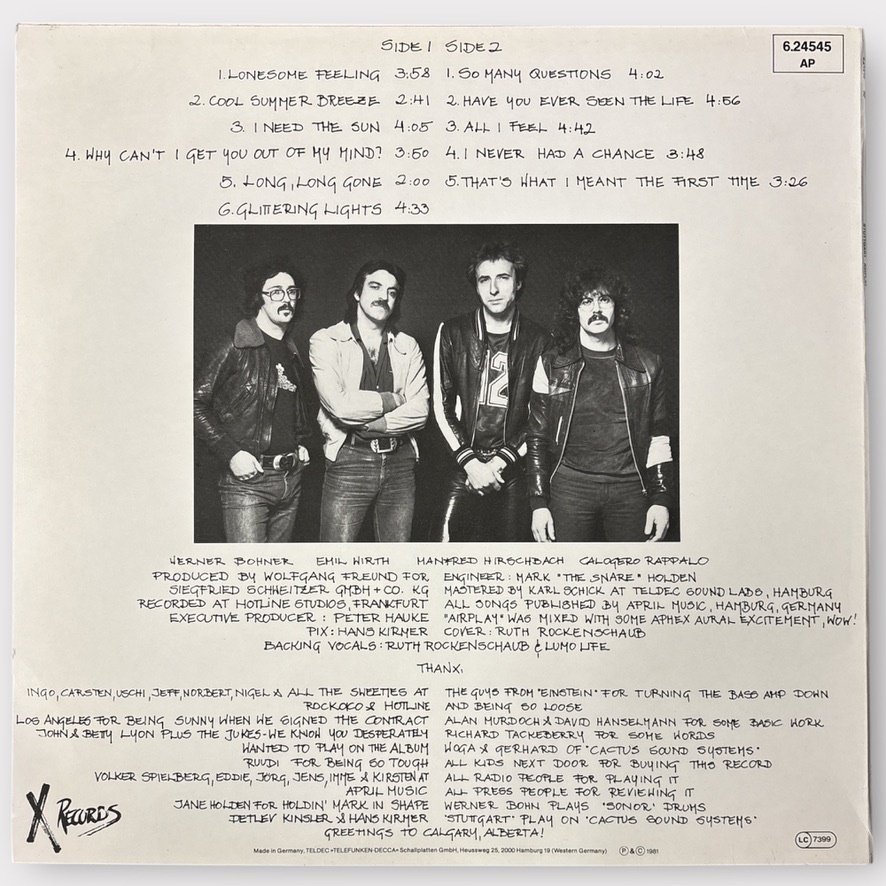 SIDE 1 SIDE 2
6.24545
AP
1. LONESOME FEELING 3:58
2. COOL SUMMER BREEZE 2:41
3. I NEED THE SUN 4:05
4. WHY CAN'T I GET YOU OUT OF MY MIND? 3:50
5. LONG, LONG GONE 2:00
6. GLITTERING LIGHTS 4:33
1. SO MANY QUESTIONS 4:02
2. HAVE YOU EVER SEEN THE LIFE 4:56
3. ALL I FEEL 4:42
4. I NEVER HAD A CHANCE 3:48
5. THAT'S WHAT I MEANT THE FIRST TIME 3:26
12
WERNER BOHNER EMIL WIRTH MANFRED HIRSCHBACH CALOGERO RAPPALO
PRODUCED BY WOLFGANG FREUND FOR
SIEGFRIED SCHHEITZER GMBH + CO. KG
RECORDED AT HOTLINE STUDIOS, FRANKFURT
EXECUTIVE PRODUCER : PETER HAUKE
PIX: HANS KIRMER
ENGINEER: MARK "THE SNARE" HOLDEN
MASTERED BY KARL SCHICK AT TELDEC SOUND LABS, HAMBURG
ALL SONGS PUBLISHED BY APRIL MUSIC, HAMBURG, GERMANY
"AIRPLAY" WAS MIXED WITH SOME APHEX AURAL EXCITEMENT, WOW!
COVER: RUTH ROCKENSCHAUB
BACKING VOCALS: RUTH ROCKENSCHAUB & LUMO LIFE
THANX:
INGO, CARSTEN, USCHI, JEFF, NORBERT, NIGEL & ALL THE SWEETIES AT
ROCKOKO & HOTLINE
LOS ANGELES FOR BEING SUNNY WHEN WE SIGNED THE CONTRACT
JOHN & BETTY LYON PLUS THE JUKES - WE KNOW YOU DESPERATELY
WANTED TO PLAY ON THE ALBUM
RUUDI FOR BEING SO TOUGH
VOLKER SPIELBERG, EDDIE, JÖRG, JENS, IMME & KIRSTEN AT
APRIL MUSIC
JANE HOLDEN FOR HOLDIN' MARK IN SHAPE
DETLEV KINSLER & HANS KIRMER
THE GUYS FROM "EINSTEIN" FOR TURNING THE BASS AMP DOWN
AND BEING SO LOOSE
ALAN MURDOCH & DAVID HANSELMANN FOR SOME BASIC WORK
RICHARD TACKEBERRY FOR SOME WORDS
WOGA & GERHARD OF "CACTUS SOUND SYSTEMS"
ALL KIDS NEXT DOOR FOR BUYING THIS RECORD
ALL RADIO PEOPLE FOR PLAYING IT
ALL PRESS PEOPLE FOR REVIEWING IT
WERNER BOHN PLAYS 'SONOR' DRUMS
'STUTTGART' PLAY ON 'CACTUS SOUND SYSTEMS'
GREETINGS TO CALGARY, ALBERTA!
X RECORDS
Made in Germany, TELDEC »TELEFUNKEN-DECCA« Schallplatten GmbH, Heussweg 25, 2000 Hamburg 19 (Western Germany) Ⓟ & © 1981
LC 7399